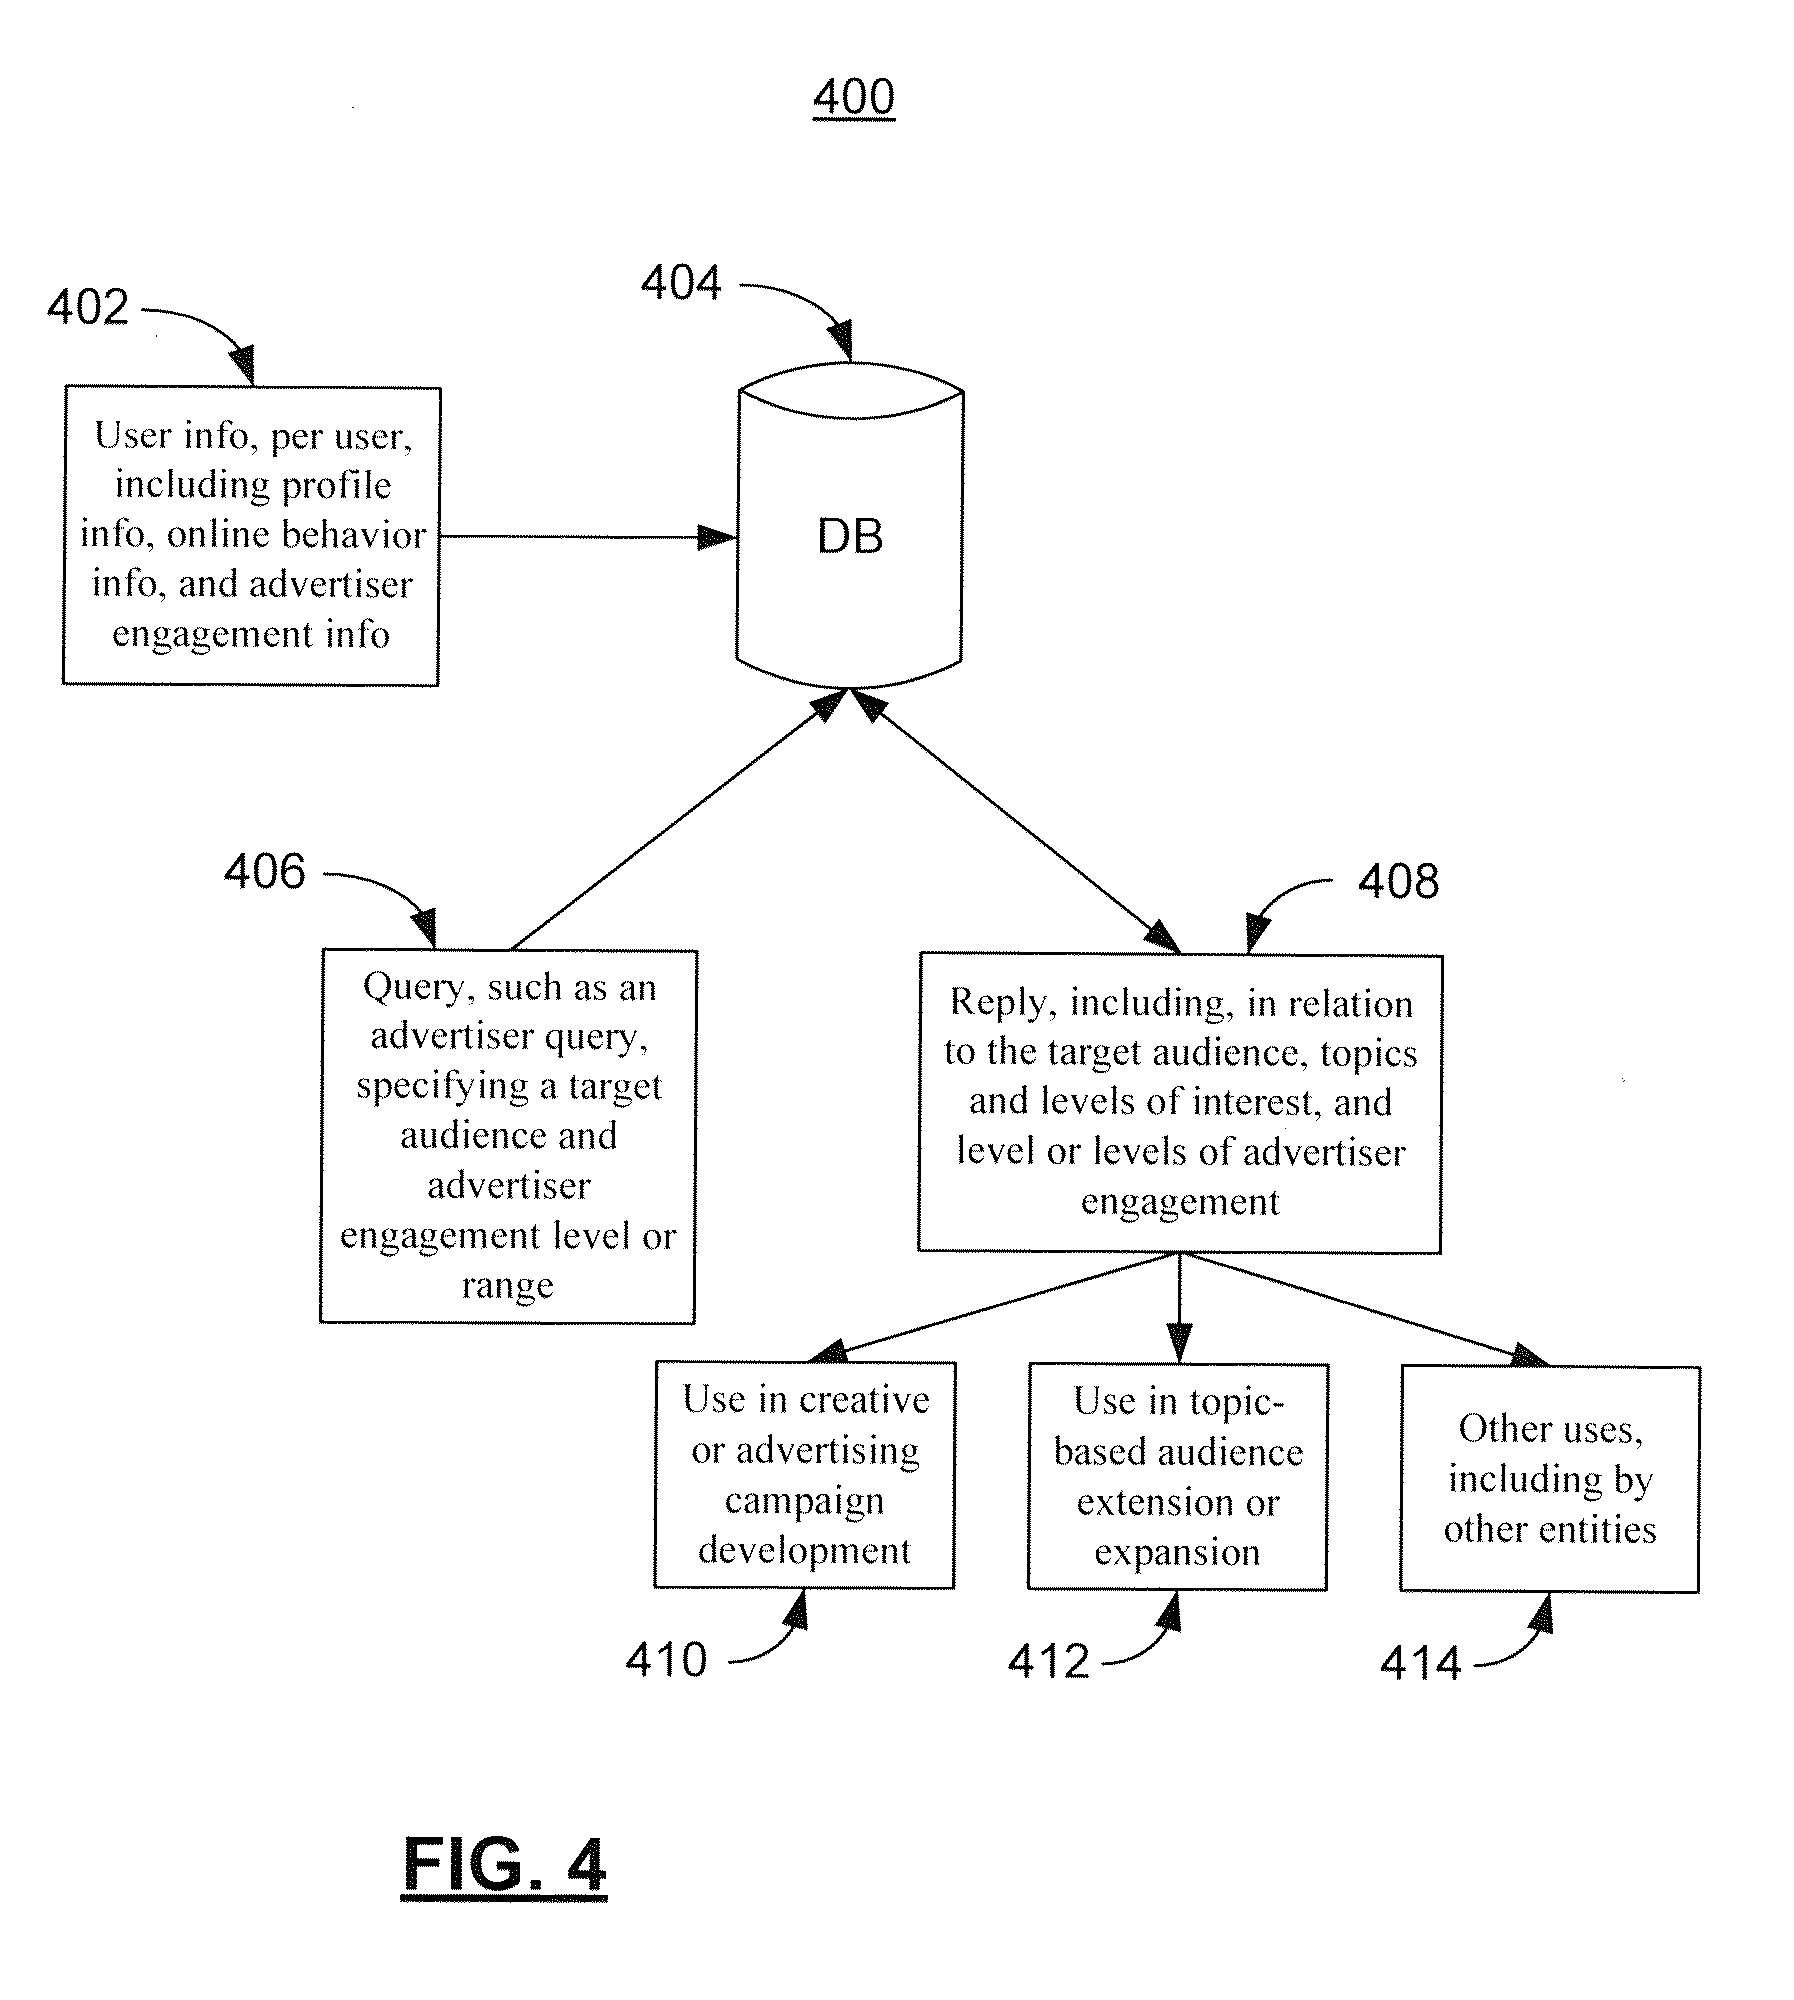 400
402
404
User info, per user,
including profile
info, online behavior
info, and advertiser
engagement info
DB
406
408
Query, such as an
advertiser query,
specifying a target
audience and
advertiser
engagement level or
range
Reply, including, in relation
to the target audience, topics
and levels of interest, and
level or levels of advertiser
engagement
Use in creative
or advertising
campaign
development
Use in topic-
based audience
extension or
expansion
Other uses,
including by
other entities
410
412
414
FIG. 4